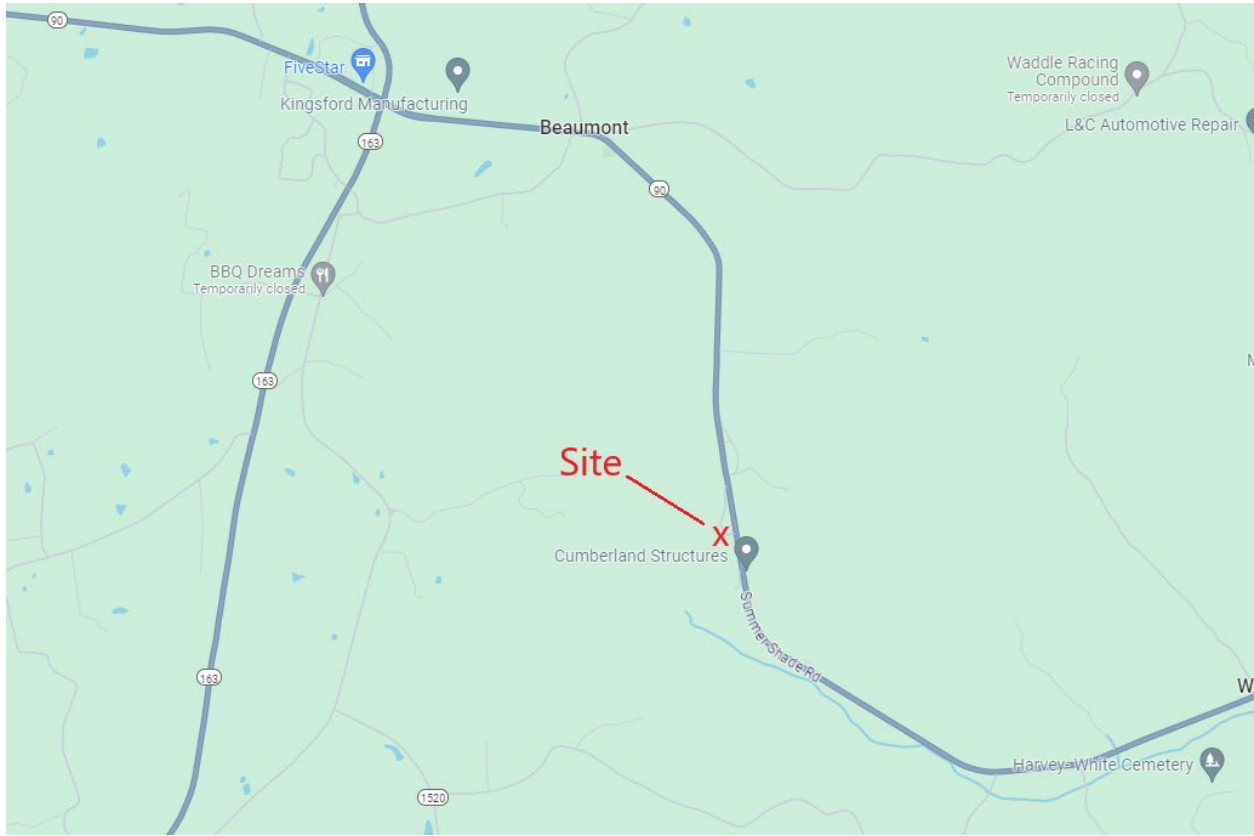 90
FiveStar
Kingsford Manufacturing
Beaumont
Waddle Racing
Compound
Temporarily closed
L&C Automotive Repair
163
90
BBQ Dreams
Temporarily closed
163
M
Site
x
Cumberland Structures
Summer Shade Rd
163
W
Harvey-White Cemetery
1520